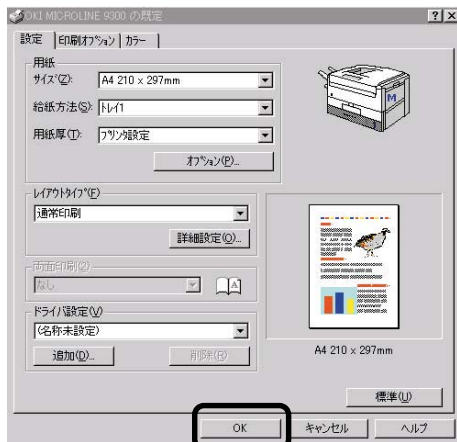 OKI MICROLINE 9300 の既定
設定 印刷オプション カラー
用紙
サイズ(Z): A4 210 x 297mm
給紙方法(S): トレイ1
用紙厚(T): プリンタ設定
オプション(P)...
M
レイアウトタイプ(F)
通常印刷
詳細設定(O)...
両面印刷(2)
なし
A
ドライバ設定(V)
(名称未設定)
追加(D)... 削除(R)
A4 210 x 297mm
標準(U)
OK キャンセル ヘルプ